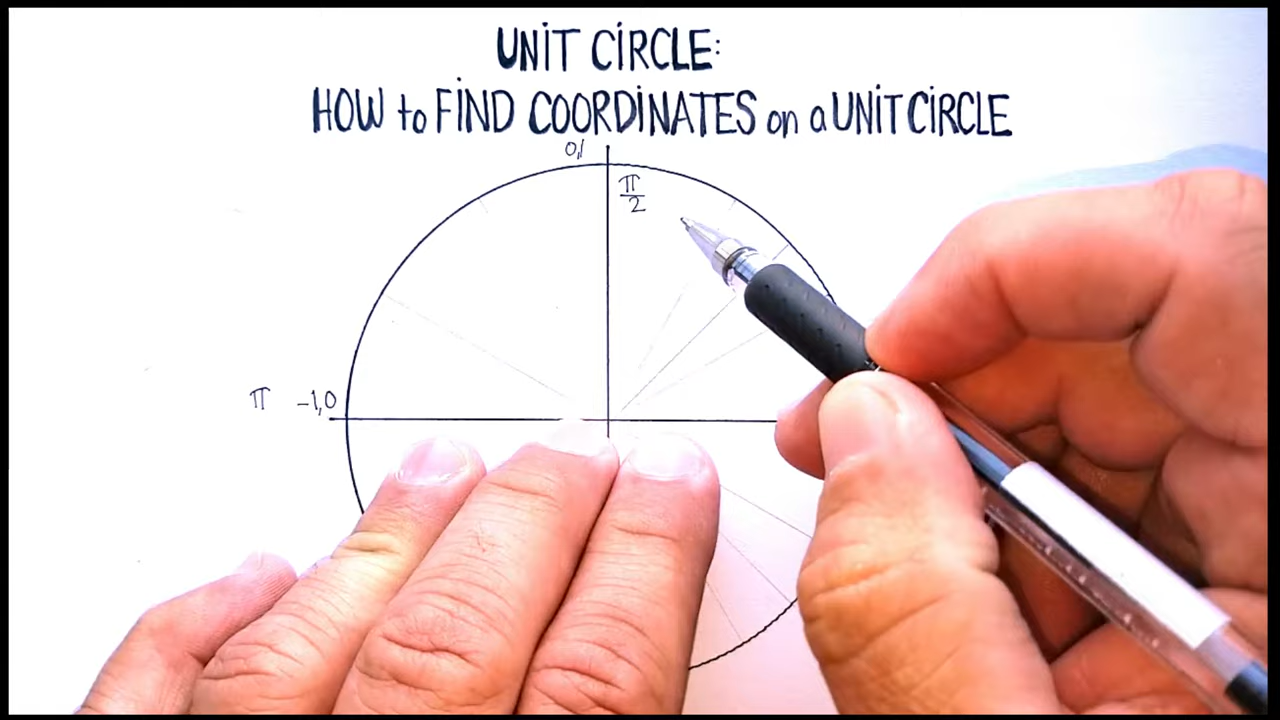 UNIT CIRCLE:
HOW to FIND COORDINATES on a UNIT CIRCLE
0,1
π
2
π -1,0